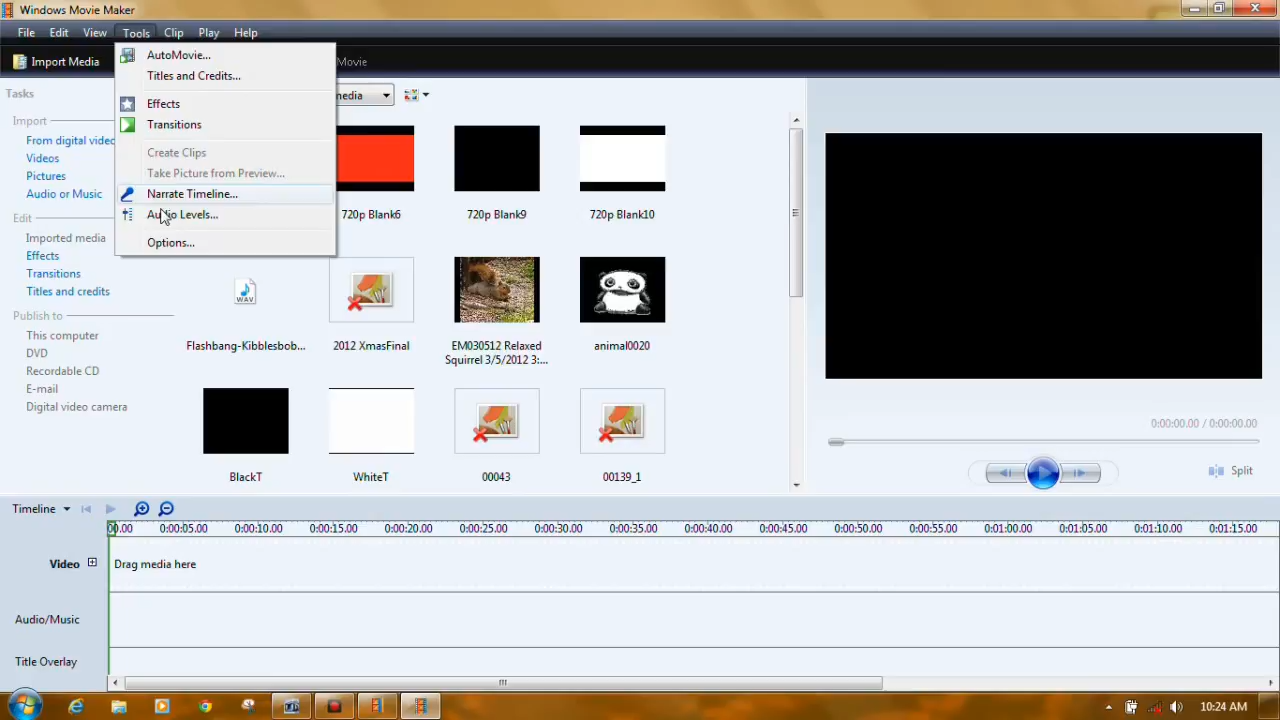 Windows Movie Maker
File Edit View Tools Clip Play Help
Import Media
Movie
AutoMovie...
Titles and Credits...
Effects
Transitions
Create Clips
Take Picture from Preview...
Narrate Timeline...
Audio Levels...
Options...
Tasks
Import
From digital video
Videos
Pictures
Audio or Music
Edit
Imported media
Effects
Transitions
Titles and credits
Publish to
This computer
DVD
Recordable CD
E-mail
Digital video camera
media
720p Blank6
720p Blank9
720p Blank10
WAV
Flashbang-Kibblesbob...
2012 XmasFinal
EM030512 Relaxed
Squirrel 3/5/2012 3:...
animal0020
BlackT
WhiteT
00043
00139_1
0:00:00.00 / 0:00:00.00
Split
Timeline
00.00 0:00:05.00 0:00:10.00 0:00:15.00 0:00:20.00 0:00:25.00 0:00:30.00 0:00:35.00 0:00:40.00 0:00:45.00 0:00:50.00 0:00:55.00 0:01:00.00 0:01:05.00 0:01:10.00 0:01:15.00
Video
Drag media here
Audio/Music
Title Overlay
10:24 AM